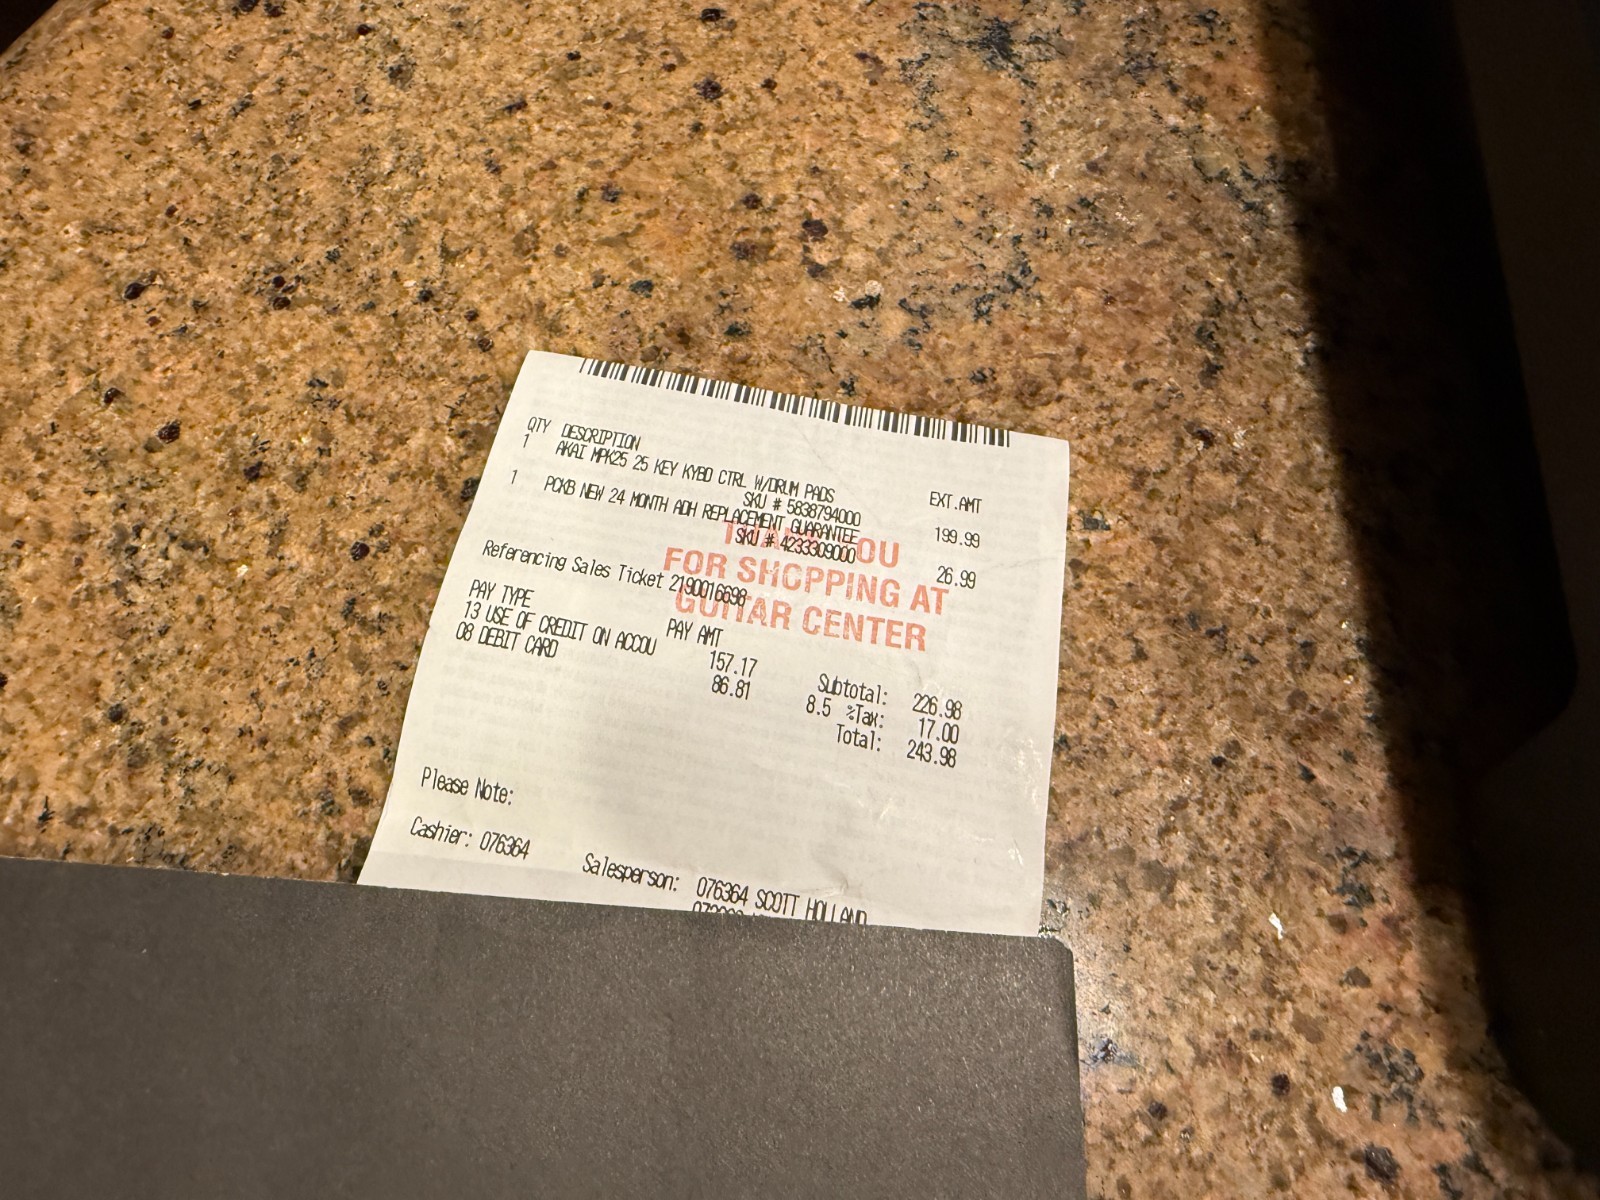 QTY DESCRIPTION EXT.AMT
1 AKAI MPK25 25 KEY KYBD CTRL W/DRUM PADS
SKU # 5838794000 199.99
1 PCKB NEW 24 MONTH ADH REPLACEMENT GUARANTEE
SKU # 4233309000 26.99
THANK YOU
FOR SHOPPING AT
GUITAR CENTER
Referencing Sales Ticket 2190016698
PAY TYPE PAY AMT
13 USE OF CREDIT ON ACCOU 157.17
08 DEBIT CARD 86.81
Subtotal: 226.98
8.5 %Tax: 17.00
Total: 243.98
Please Note:
Cashier: 076364
Salesperson: 076364 SCOTT HOLLAND